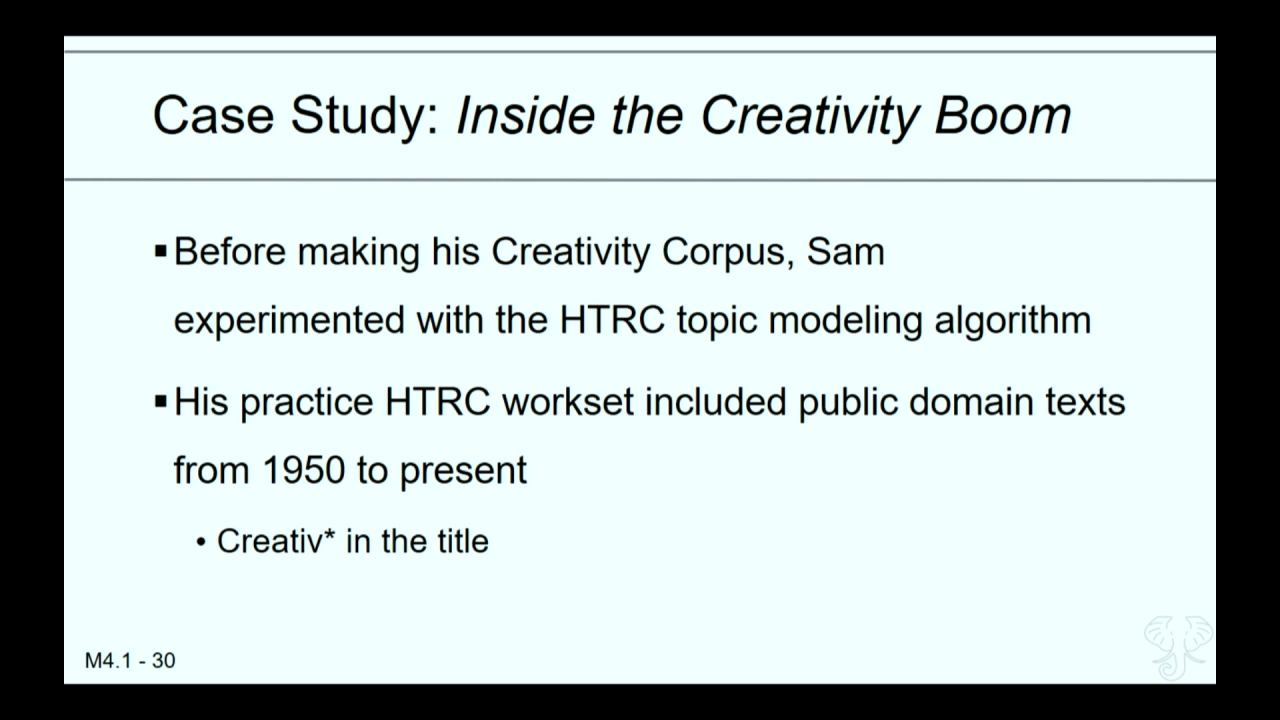 Case Study: Inside the Creativity Boom
▪Before making his Creativity Corpus, Sam
experimented with the HTRC topic modeling algorithm
▪His practice HTRC workset included public domain texts
from 1950 to present
• Creativ* in the title
M4.1 - 30